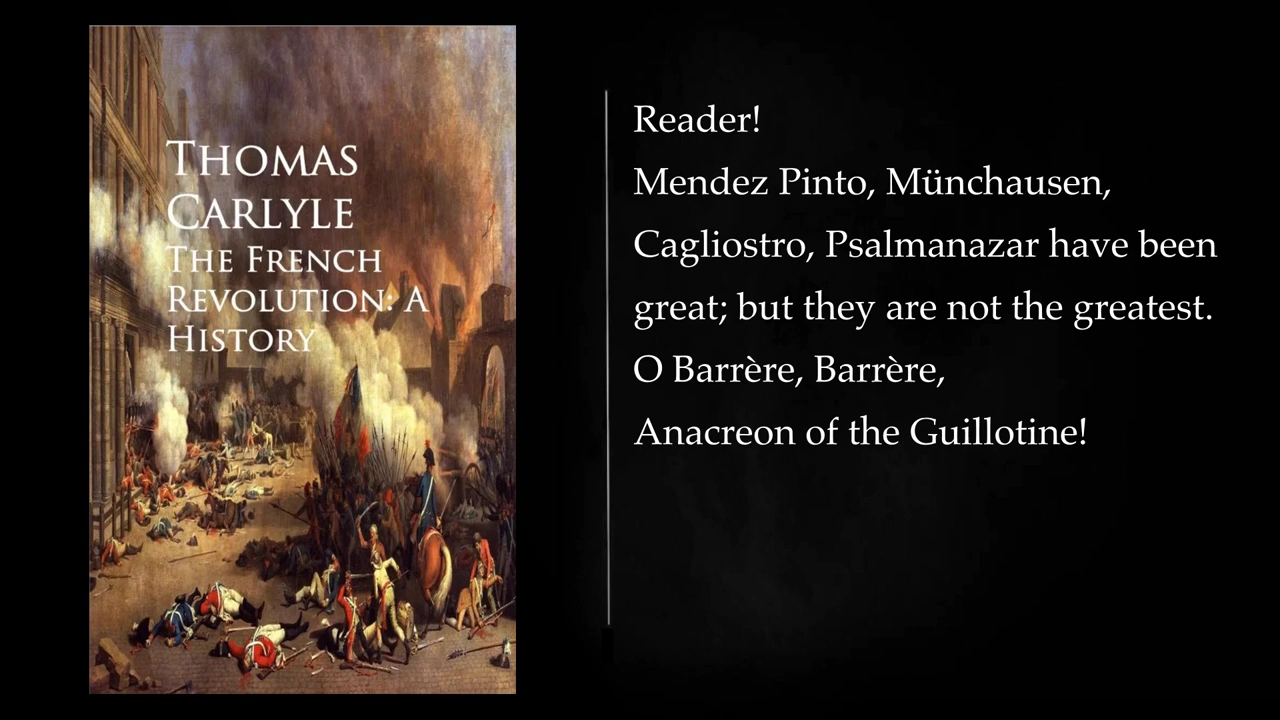 THOMAS
CARLYLE
THE FRENCH
REVOLUTION: A
HISTORY
Reader!
Mendez Pinto, Münchausen,
Cagliostro, Psalmanazar have been
great; but they are not the greatest.
O Barrère, Barrère,
Anacreon of the Guillotine!